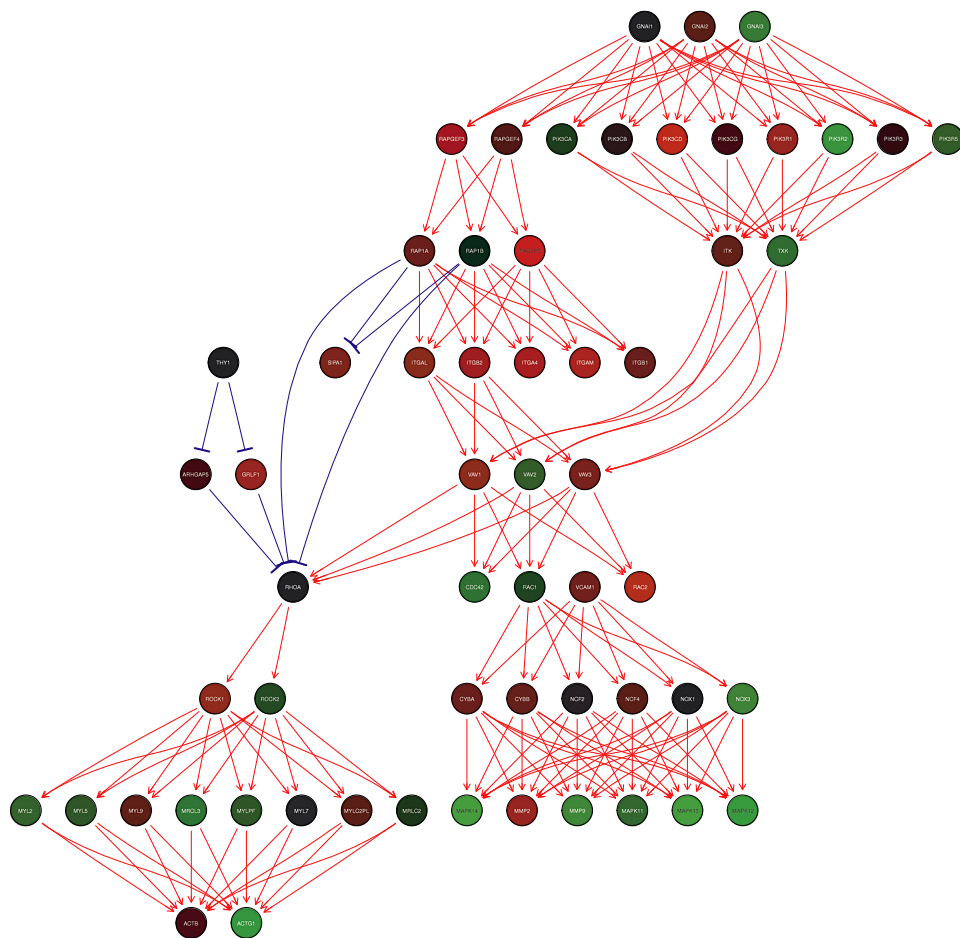 GNAI1 GNAI2 GNAI3
RAPGEF3 RAPGEF4 PIK3CA PIK3CB PIK3CD PIK3CG PIK3R1 PIK3R2 PIK3R3 PIK3R5
RAP1A RAP1B ITK TXK
THY1 SIPA1 ITGAL ITGB2 ITGA4 ITGAM ITGB1
ARHGAP5 GRLF1 VAV1 VAV2 VAV3
RHOA CDC42 RAC1 VCAM1 RAC2
ROCK1 ROCK2 CYBA CYBB NCF2 NCF4 NOX1 NOX3
MYL2 MYL5 MYL9 MRCL3 MYLPF MYL7 MYLC2PL MRLC2 MAPK14 MMP2 MMP9 MAPK11 MAPK13 MAPK12
ACTB ACTG1